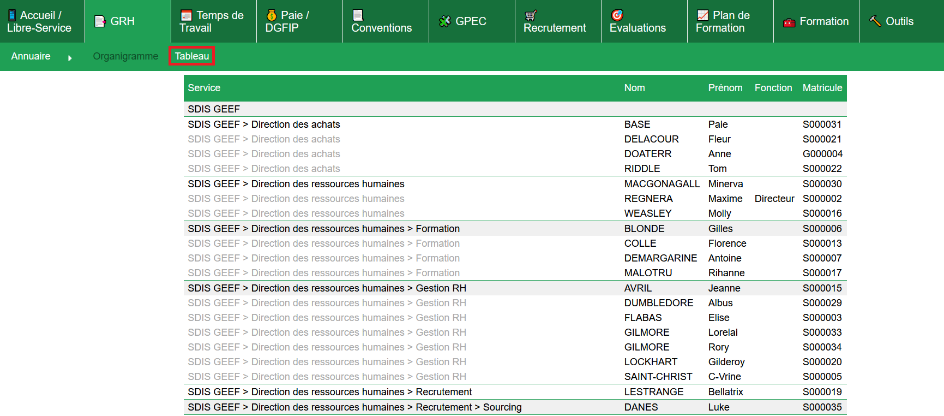 Accueil / Libre-Service GRH Temps de Travail Paie / DGFIP Conventions GPEC Recrutement Evaluations Plan de Formation Formation Outils
Annuaire Organigramme Tableau
Service Nom Prénom Fonction Matricule
SDIS GEEF
SDIS GEEF > Direction des achats BASE Paie S000031
SDIS GEEF > Direction des achats DELACOUR Fleur S000021
SDIS GEEF > Direction des achats DOATERR Anne G000004
SDIS GEEF > Direction des achats RIDDLE Tom S000022
SDIS GEEF > Direction des ressources humaines MACGONAGALL Minerva S000030
SDIS GEEF > Direction des ressources humaines REGNERA Maxime Directeur S000002
SDIS GEEF > Direction des ressources humaines WEASLEY Molly S000016
SDIS GEEF > Direction des ressources humaines > Formation BLONDE Gilles S000006
SDIS GEEF > Direction des ressources humaines > Formation COLLE Florence S000013
SDIS GEEF > Direction des ressources humaines > Formation DEMARGARINE Antoine S000007
SDIS GEEF > Direction des ressources humaines > Formation MALOTRU Rihanne S000017
SDIS GEEF > Direction des ressources humaines > Gestion RH AVRIL Jeanne S000015
SDIS GEEF > Direction des ressources humaines > Gestion RH DUMBLEDORE Albus S000029
SDIS GEEF > Direction des ressources humaines > Gestion RH FLABAS Elise S000003
SDIS GEEF > Direction des ressources humaines > Gestion RH GILMORE Lorelaï S000033
SDIS GEEF > Direction des ressources humaines > Gestion RH GILMORE Rory S000034
SDIS GEEF > Direction des ressources humaines > Gestion RH LOCKHART Gilderoy S000020
SDIS GEEF > Direction des ressources humaines > Gestion RH SAINT-CHRIST C-Vrine S000005
SDIS GEEF > Direction des ressources humaines > Recrutement LESTRANGE Bellatrix S000019
SDIS GEEF > Direction des ressources humaines > Recrutement > Sourcing DANES Luke S000035